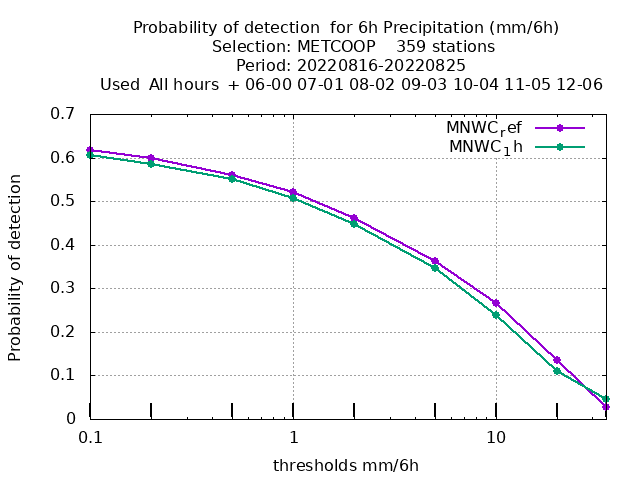 Probability of detection  for 6h Precipitation (mm/6h)
Selection: METCOOP    359 stations
Period: 20220816-20220825
Used  All hours  + 06-00 07-01 08-02 09-03 10-04 11-05 12-06
0.7
0.6
0.5
0.4
0.3
0.2
0.1
0
Probability of detection
MNWCref
MNWC1h
0.1 1 10
thresholds mm/6h